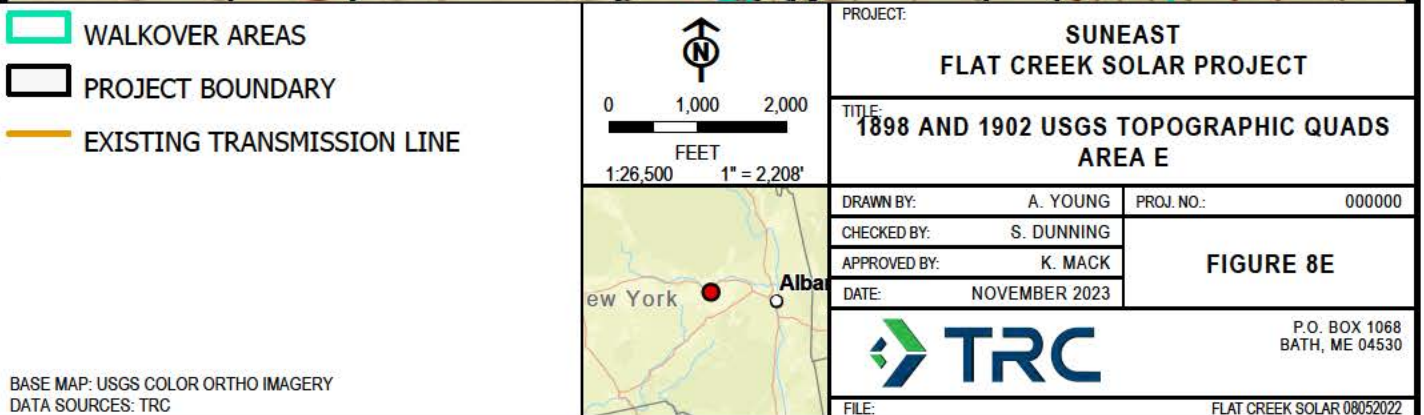 WALKOVER AREAS
PROJECT BOUNDARY
EXISTING TRANSMISSION LINE
BASE MAP: USGS COLOR ORTHO IMAGERY
DATA SOURCES: TRC
N
0 1,000 2,000
FEET
1:26,500 1" = 2,208'
ew York
Alba
PROJECT:
SUNEAST
FLAT CREEK SOLAR PROJECT
TITLE:
1898 AND 1902 USGS TOPOGRAPHIC QUADS
AREA E
DRAWN BY: A. YOUNG
PROJ. NO.: 000000
CHECKED BY: S. DUNNING
APPROVED BY: K. MACK
DATE: NOVEMBER 2023
FIGURE 8E
TRC
P.O. BOX 1068
BATH, ME 04530
FILE: FLAT CREEK SOLAR 08052022